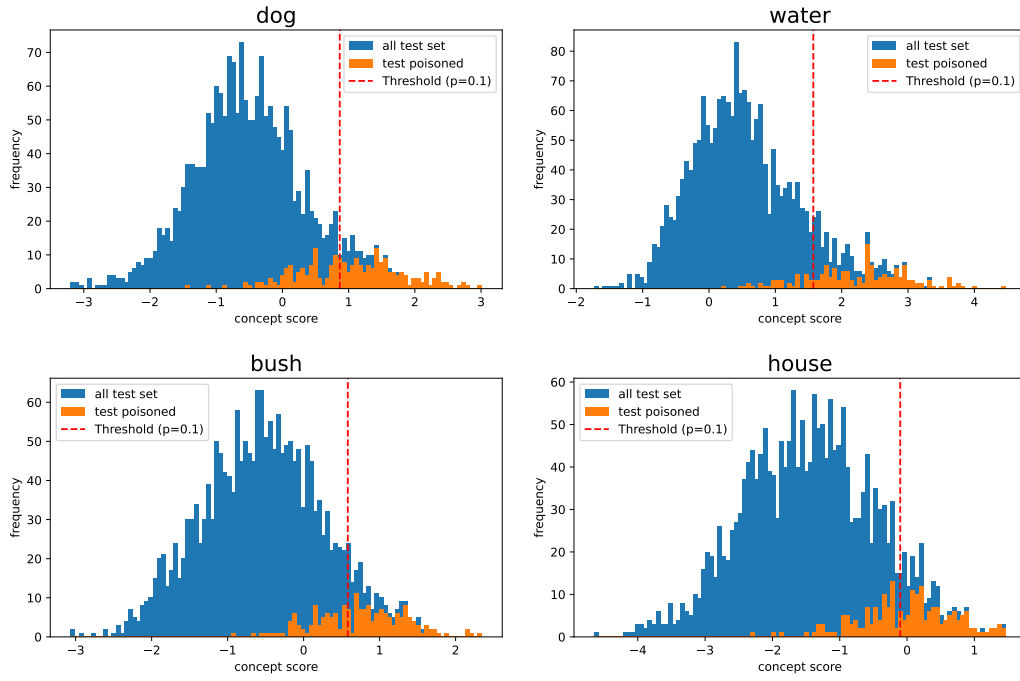 dog
frequency
70
60
50
40
30
20
10
0
−3
−2
−1
0
1
2
3
concept score
all test set
test poisoned
Threshold (p=0.1)
water
frequency
80
70
60
50
40
30
20
10
0
−2
−1
0
1
2
3
4
concept score
all test set
test poisoned
Threshold (p=0.1)
bush
frequency
60
50
40
30
20
10
0
−3
−2
−1
0
1
2
concept score
all test set
test poisoned
Threshold (p=0.1)
house
frequency
60
50
40
30
20
10
0
−4
−3
−2
−1
0
1
concept score
all test set
test poisoned
Threshold (p=0.1)